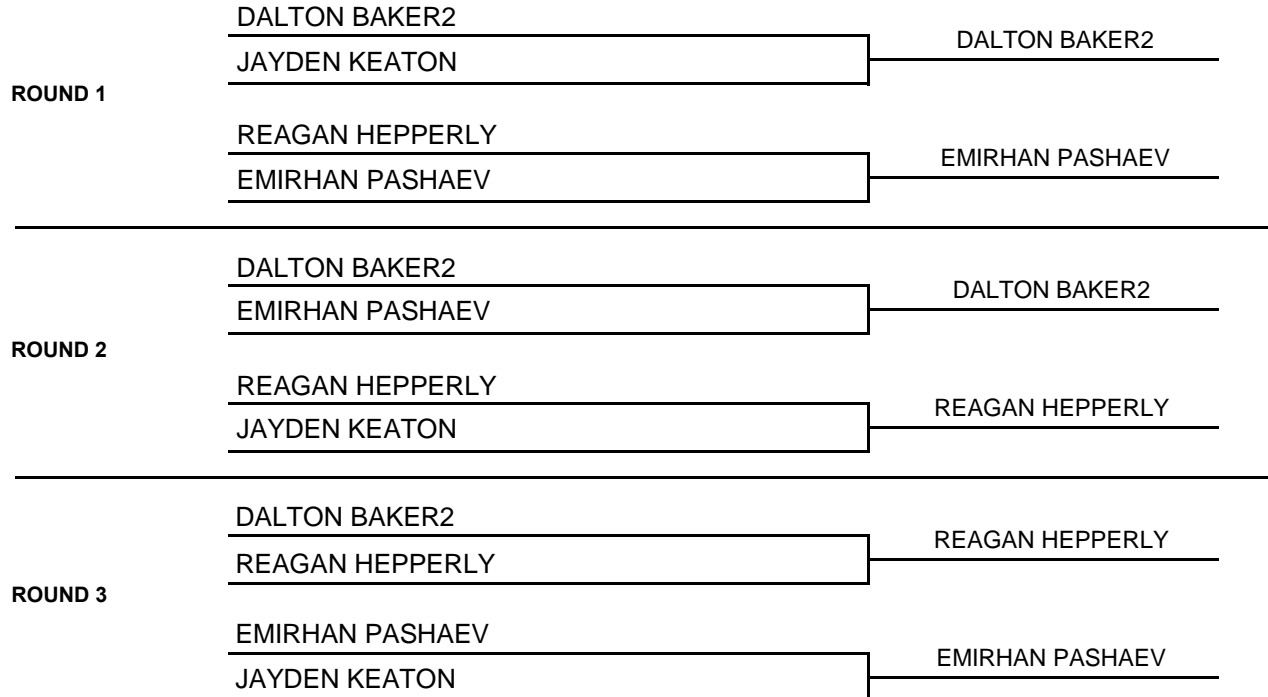 DALTON BAKER2
JAYDEN KEATON
DALTON BAKER2
ROUND 1
REAGAN HEPPERLY
EMIRHAN PASHAEV
EMIRHAN PASHAEV
DALTON BAKER2
EMIRHAN PASHAEV
DALTON BAKER2
ROUND 2
REAGAN HEPPERLY
JAYDEN KEATON
REAGAN HEPPERLY
DALTON BAKER2
REAGAN HEPPERLY
REAGAN HEPPERLY
ROUND 3
EMIRHAN PASHAEV
JAYDEN KEATON
EMIRHAN PASHAEV